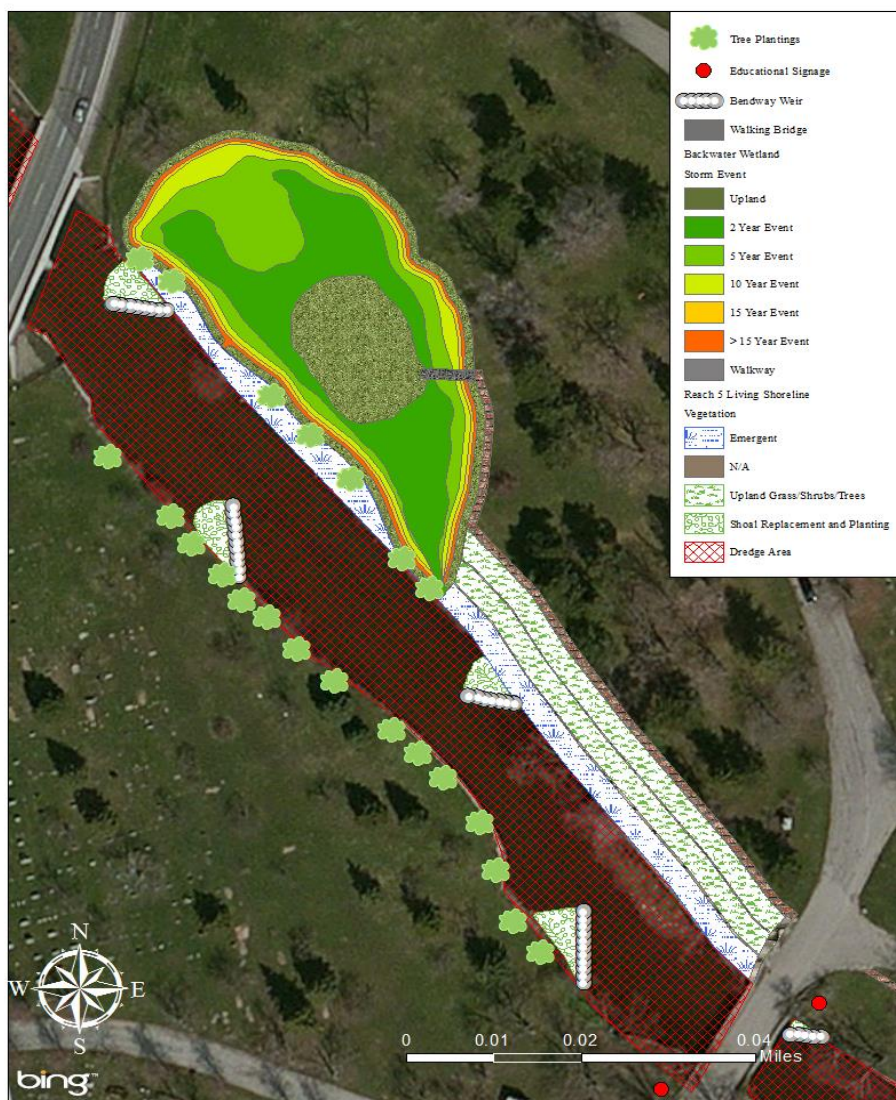 Tree Plantings
Educational Signage
Bendway Weir
Walking Bridge
Backwater Wetland
Storm Event
Upland
2 Year Event
5 Year Event
10 Year Event
15 Year Event
> 15 Year Event
Walkway
Reach 5 Living Shoreline
Vegetation
Emergent
N/A
Upland Grass/Shrubs/Trees
Shoal Replacement and Planting
Dredge Area
N
W E
S
0 0.01 0.02 0.04
Miles
bing™